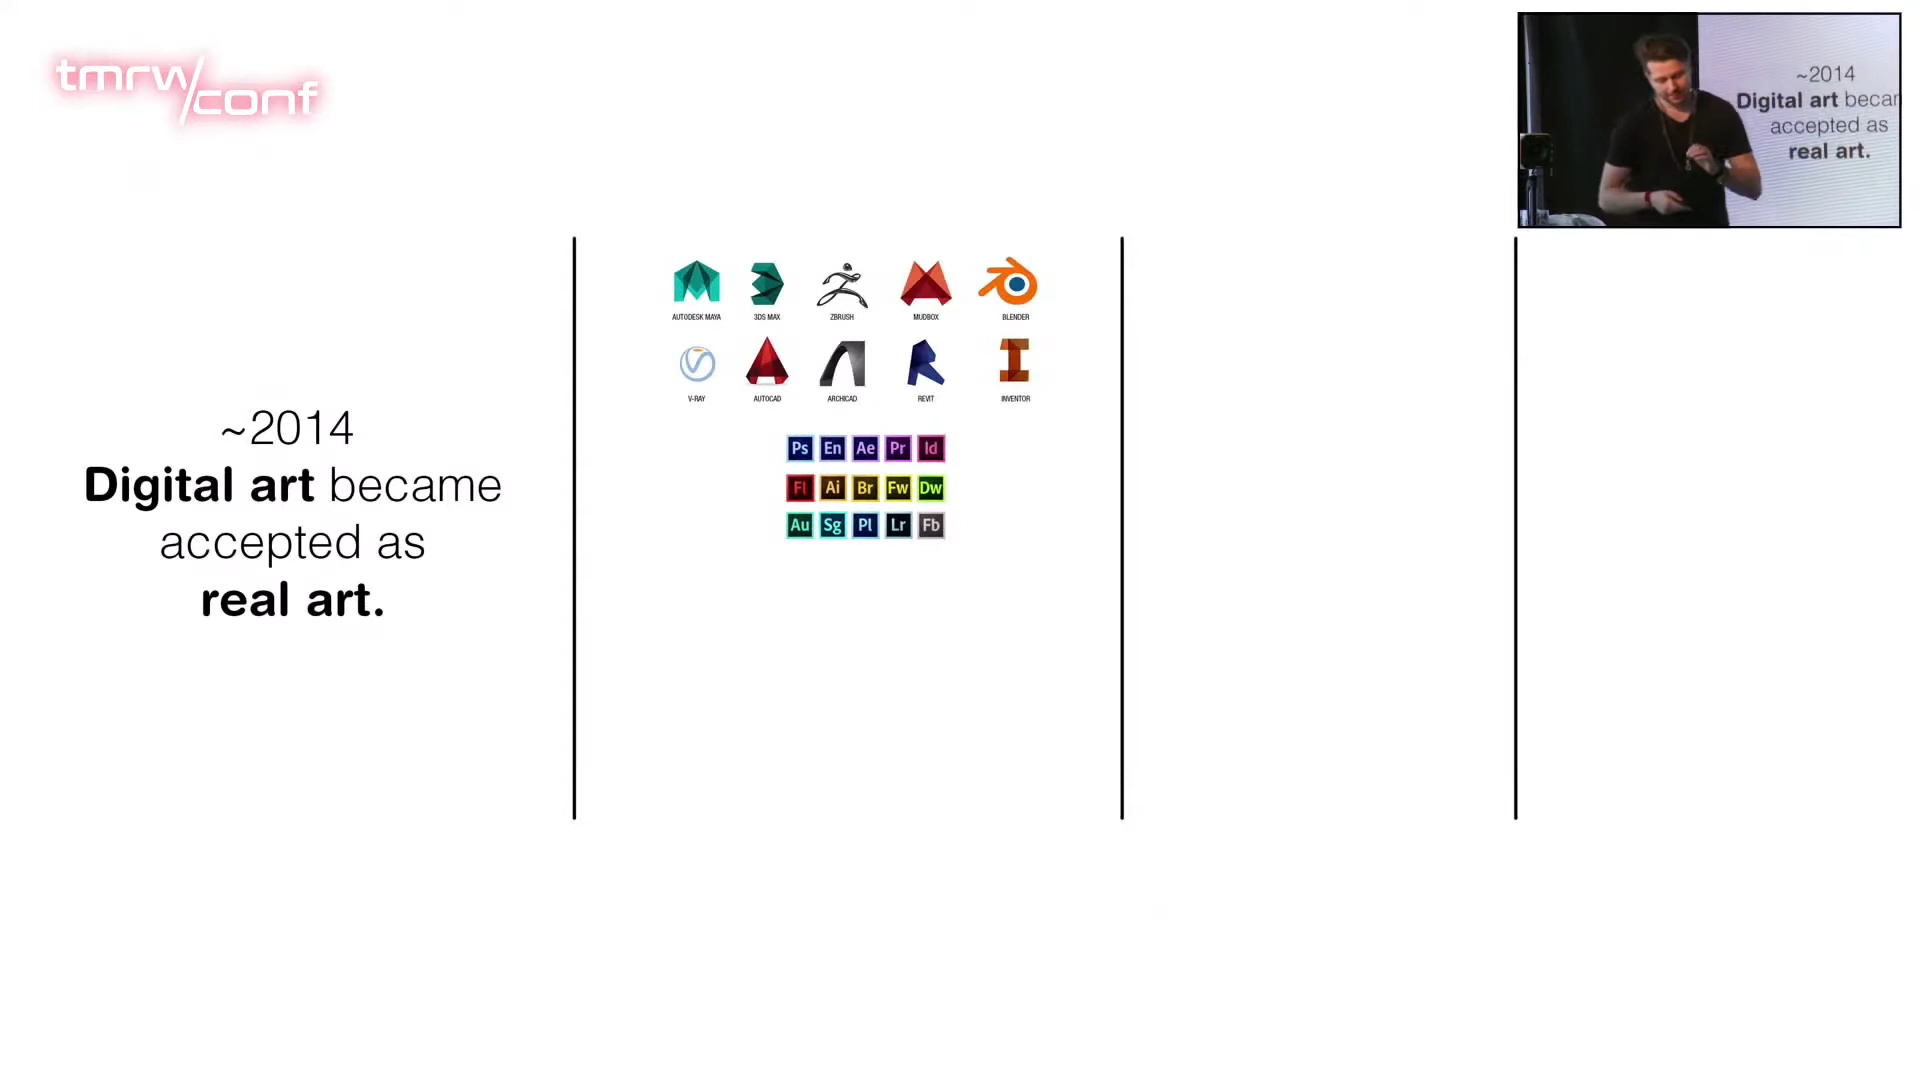 tmrw/conf
~2014
Digital art becam
accepted as
real art.
AUTODESK MAYA 3DS MAX ZBRUSH MUDBOX BLENDER
V-RAY AUTOCAD ARCHICAD REVIT INVENTOR
Ps En Ae Pr Id
Fl Ai Br Fw Dw
Au Sg Pl Lr Fb
~2014
Digital art became
accepted as
real art.